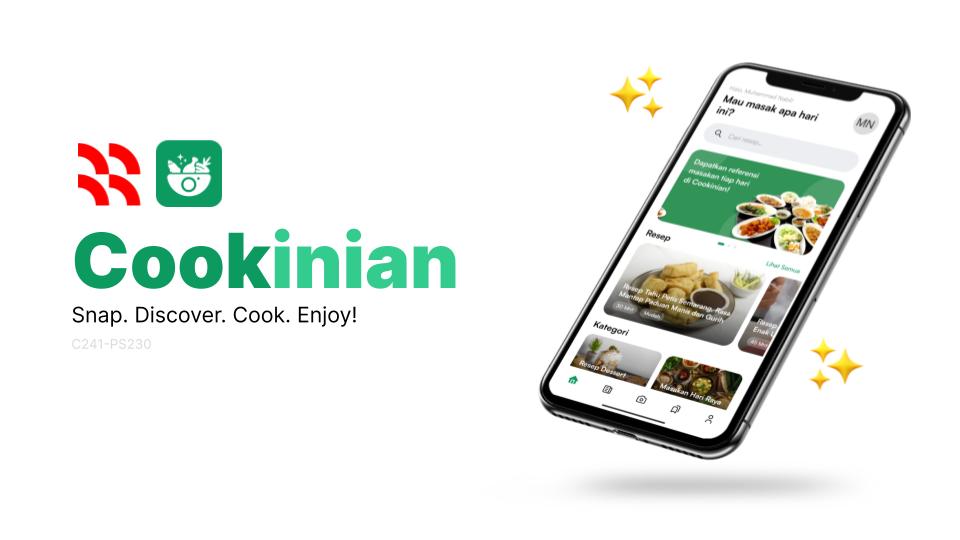 Cookinian
Snap. Discover. Cook. Enjoy!
C241-PS230
Halo, Muhammad Nabil!
Mau masak apa hari
ini?
MN
Cari resep...
Dapatkan referensi
masakan tiap hari
di Cookinian!
Resep
Lihat Semua
Resep Tahu Petis Semarang, Rasa
Mantap Paduan Manis dan Gurih
30 Mnt
Mudah
Resep
Enak
45 Mnt
Kategori
Resep Dessert
Masakan Hari Raya